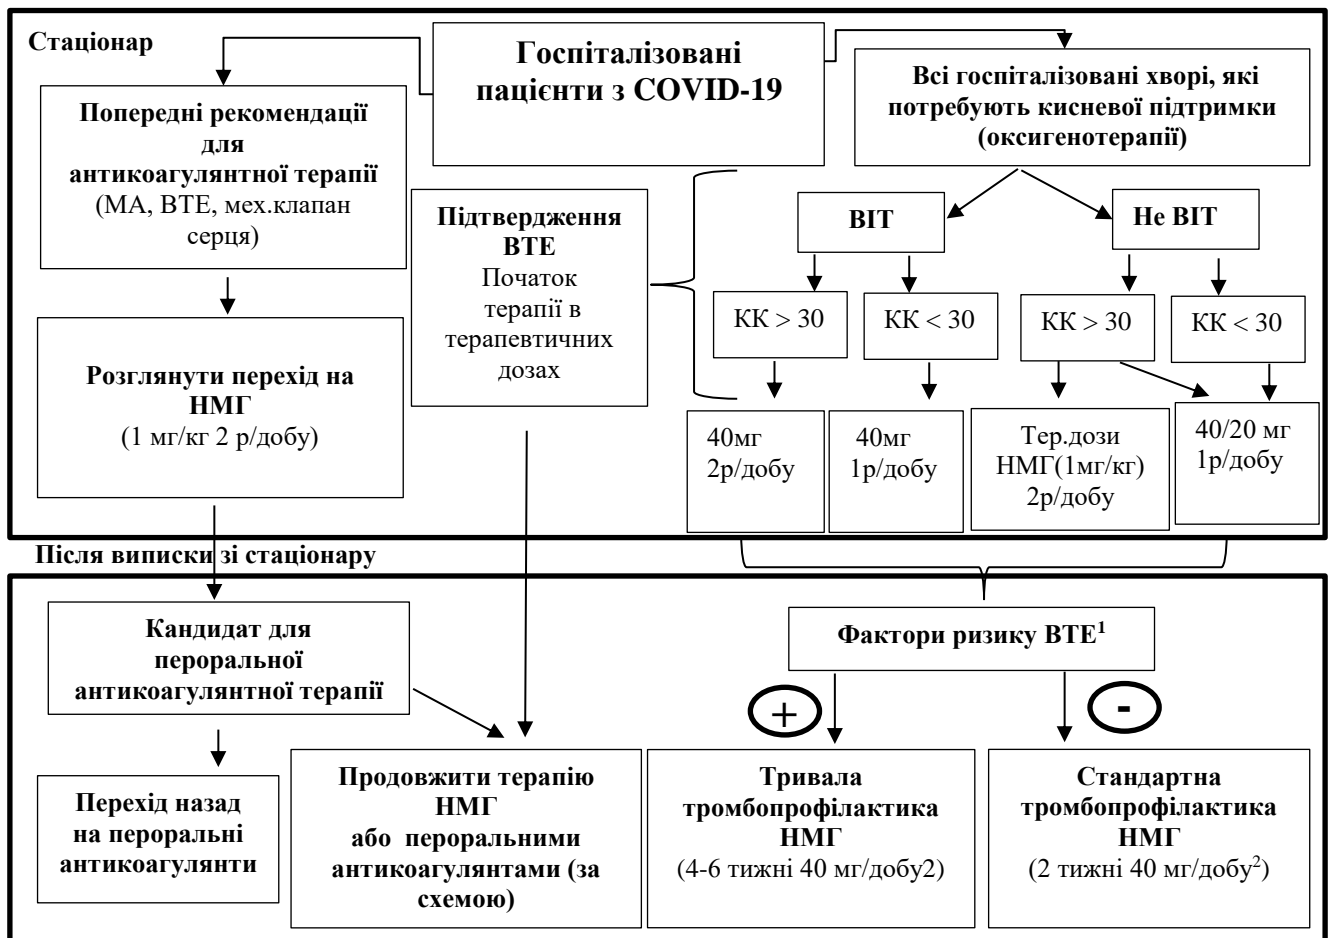 Стаціонар
Госпіталізовані
пацієнти з COVID-19
Попередні рекомендації
для
антикоагулянтної терапії
(МА, ВТЕ, мех.клапан
серця)
Всі госпіталізовані хворі, які
потребують кисневої підтримки
(оксигенотерапії)
Підтвердження
ВТЕ
Початок
терапії в
терапевтичних
дозах
ВІТ
Не ВІТ
КК > 30
КК < 30
КК > 30
КК < 30
Розглянути перехід на
НМГ
(1 мг/кг 2 р/добу)
40мг
2р/добу
40мг
1р/добу
Тер.дози
НМГ(1мг/кг)
2р/добу
40/20 мг
1р/добу
Після виписки зі стаціонару
Кандидат для
пероральної
антикоагулянтної терапії
Фактори ризику ВТЕ¹
+
-
Перехід назад
на пероральні
антикоагулянти
Продовжити терапію
НМГ
або пероральними
антикоагулянтами (за
схемою)
Тривала
тромбопрофілактика
НМГ
(4-6 тижні 40 мг/добу2)
Стандартна
тромбопрофілактика
НМГ
(2 тижні 40 мг/добу²)